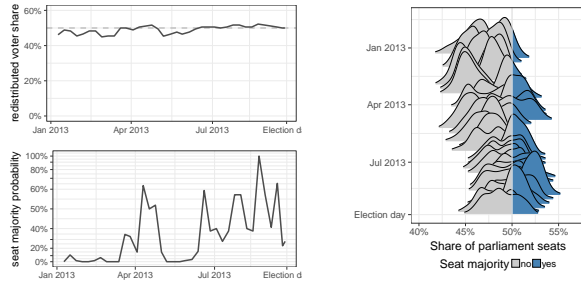 redistributed voter share
60%
40%
20%
0%
Jan 2013 Apr 2013 Jul 2013 Election d
seat majority probability
100%
80%
60%
40%
20%
0%
Jan 2013 Apr 2013 Jul 2013 Election d
Jan 2013
Apr 2013
Jul 2013
Election day
40% 45% 50% 55%
Share of parliament seats
Seat majority no yes